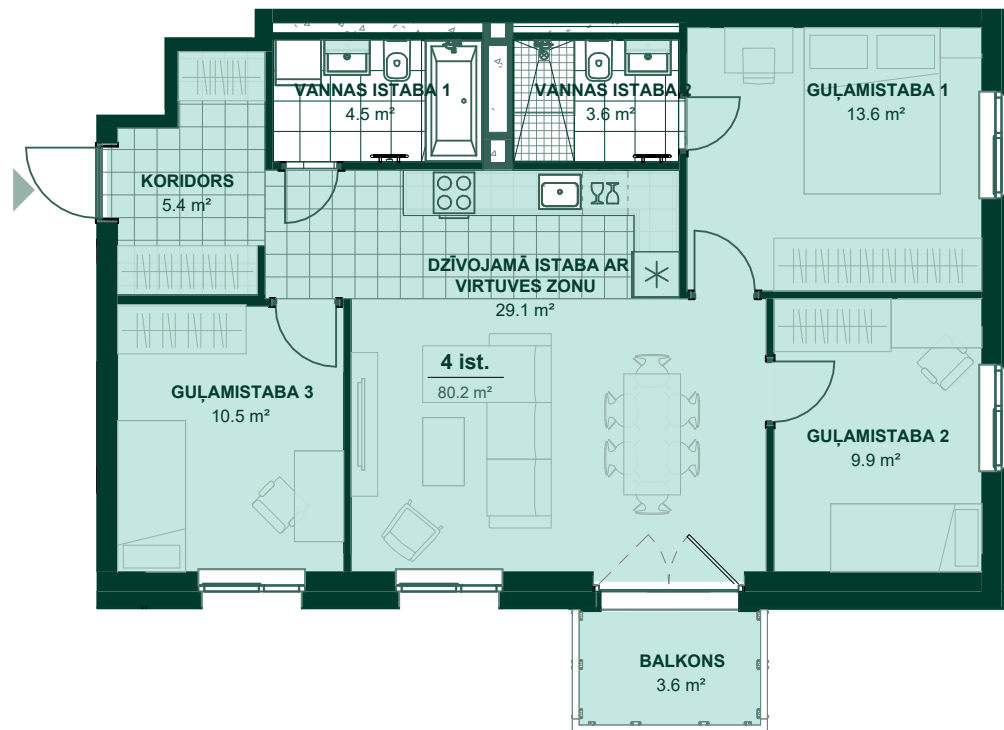 VANNAS ISTABA 1
4.5 m²
VANNAS ISTABA 2
3.6 m²
GUĻAMISTABA 1
13.6 m²
KORIDORS
5.4 m²
DZĪVOJAMĀ ISTABA AR
VIRTUVES ZONU
29.1 m²
4 ist.
80.2 m²
GUĻAMISTABA 3
10.5 m²
GUĻAMISTABA 2
9.9 m²
BALKONS
3.6 m²